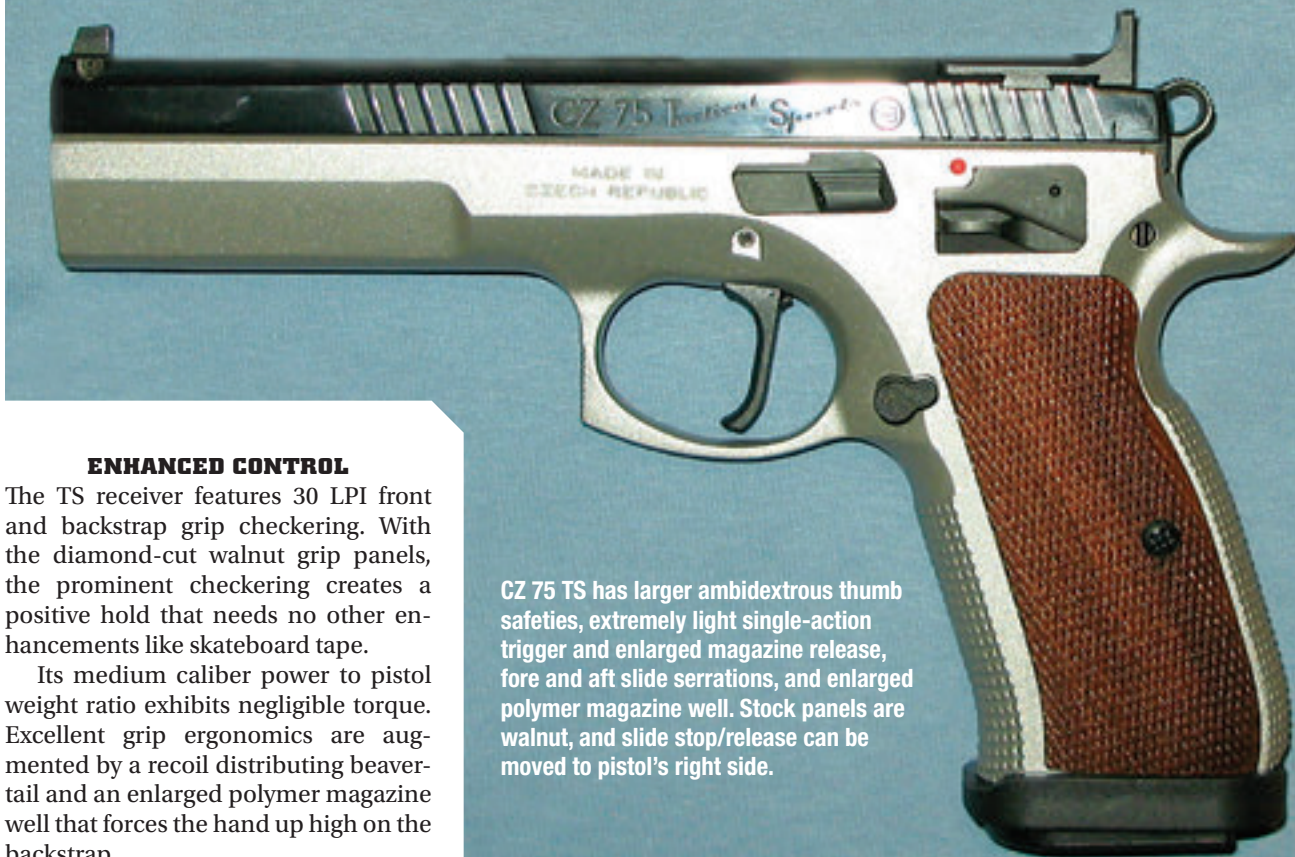 CZ 75 Tactical Sports
MADE IN
CZECH REPUBLIC
ENHANCED CONTROL
The TS receiver features 30 LPI front
and backstrap grip checkering. With
the diamond-cut walnut grip panels,
the prominent checkering creates a
positive hold that needs no other en-
hancements like skateboard tape.
Its medium caliber power to pistol
weight ratio exhibits negligible torque.
Excellent grip ergonomics are aug-
mented by a recoil distributing beaver-
tail and an enlarged polymer magazine
well that forces the hand up high on the
backstrap.
CZ 75 TS has larger ambidextrous thumb
safeties, extremely light single-action
trigger and enlarged magazine release,
fore and aft slide serrations, and enlarged
polymer magazine well. Stock panels are
walnut, and slide stop/release can be
moved to pistol's right side.